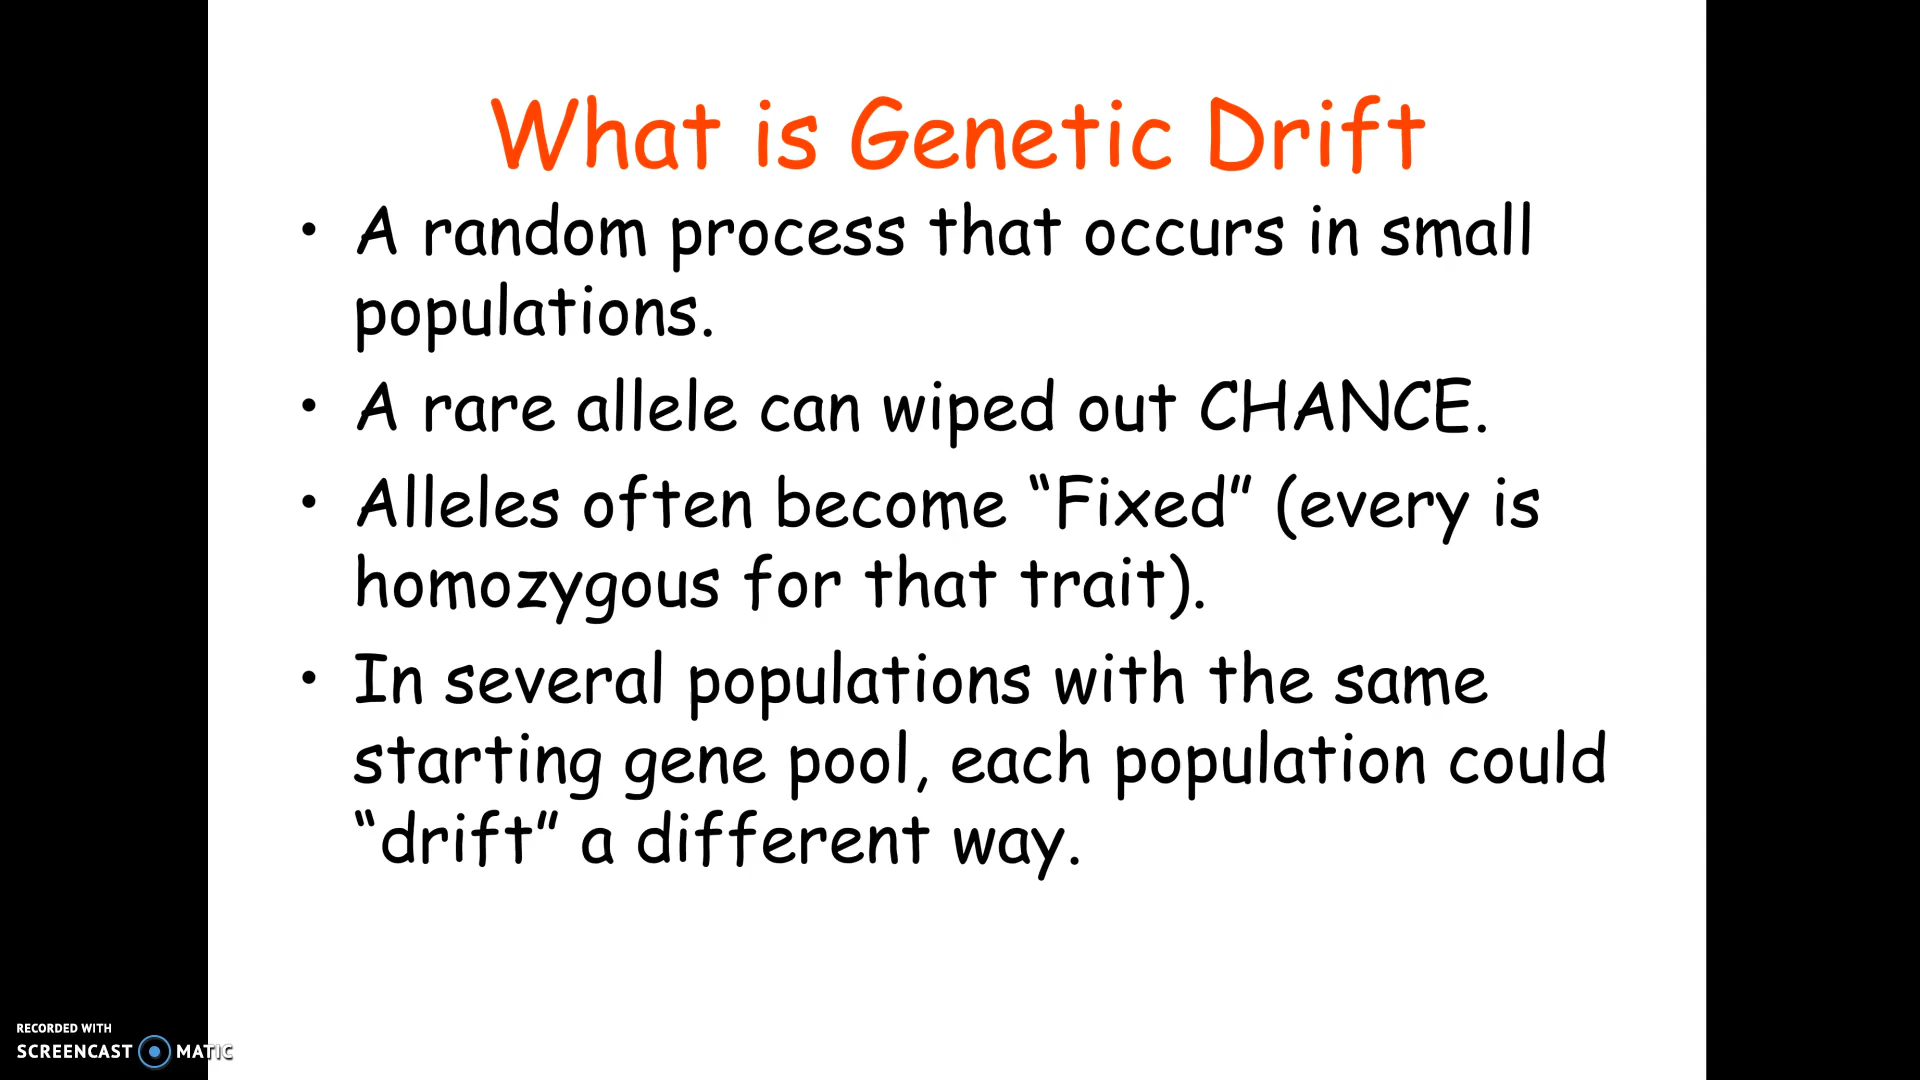 What is Genetic Drift
• A random process that occurs in small
populations.
• A rare allele can wiped out CHANCE.
• Alleles often become “Fixed” (every is
homozygous for that trait).
• In several populations with the same
starting gene pool, each population could
“drift” a different way.
RECORDED WITH
SCREENCAST MATIC